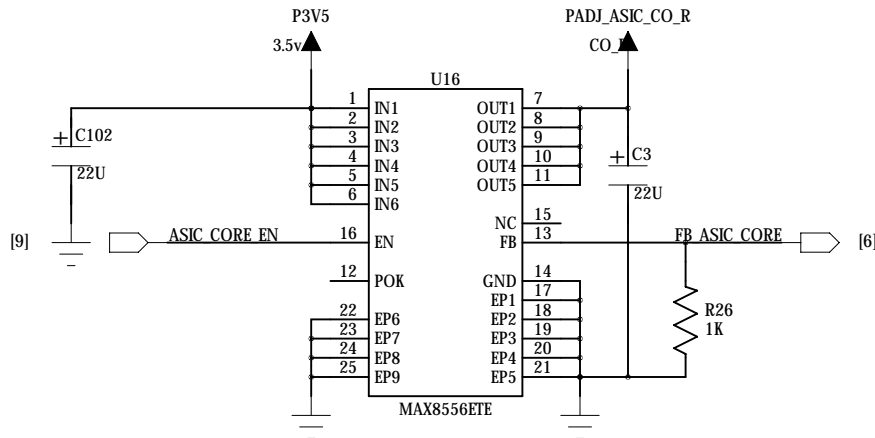 P3V5
3.5v
PADJ_ASIC_CO_R
U16
C102
22U
1 IN1
2 IN2
3 IN3
4 IN4
5 IN5
6 IN6
16 EN
12 POK
22 EP6
23 EP7
24 EP8
25 EP9
OUT1 7
OUT2 8
OUT3 9
OUT4 10
OUT5 11
NC 15
FB 13
GND 14
EP1 17
EP2 18
EP3 19
EP4 20
EP5 21
MAX8556ETE
C3
22U
[9]
ASIC_CORE_EN
FB_ASIC_CORE
[6]
R26
1K